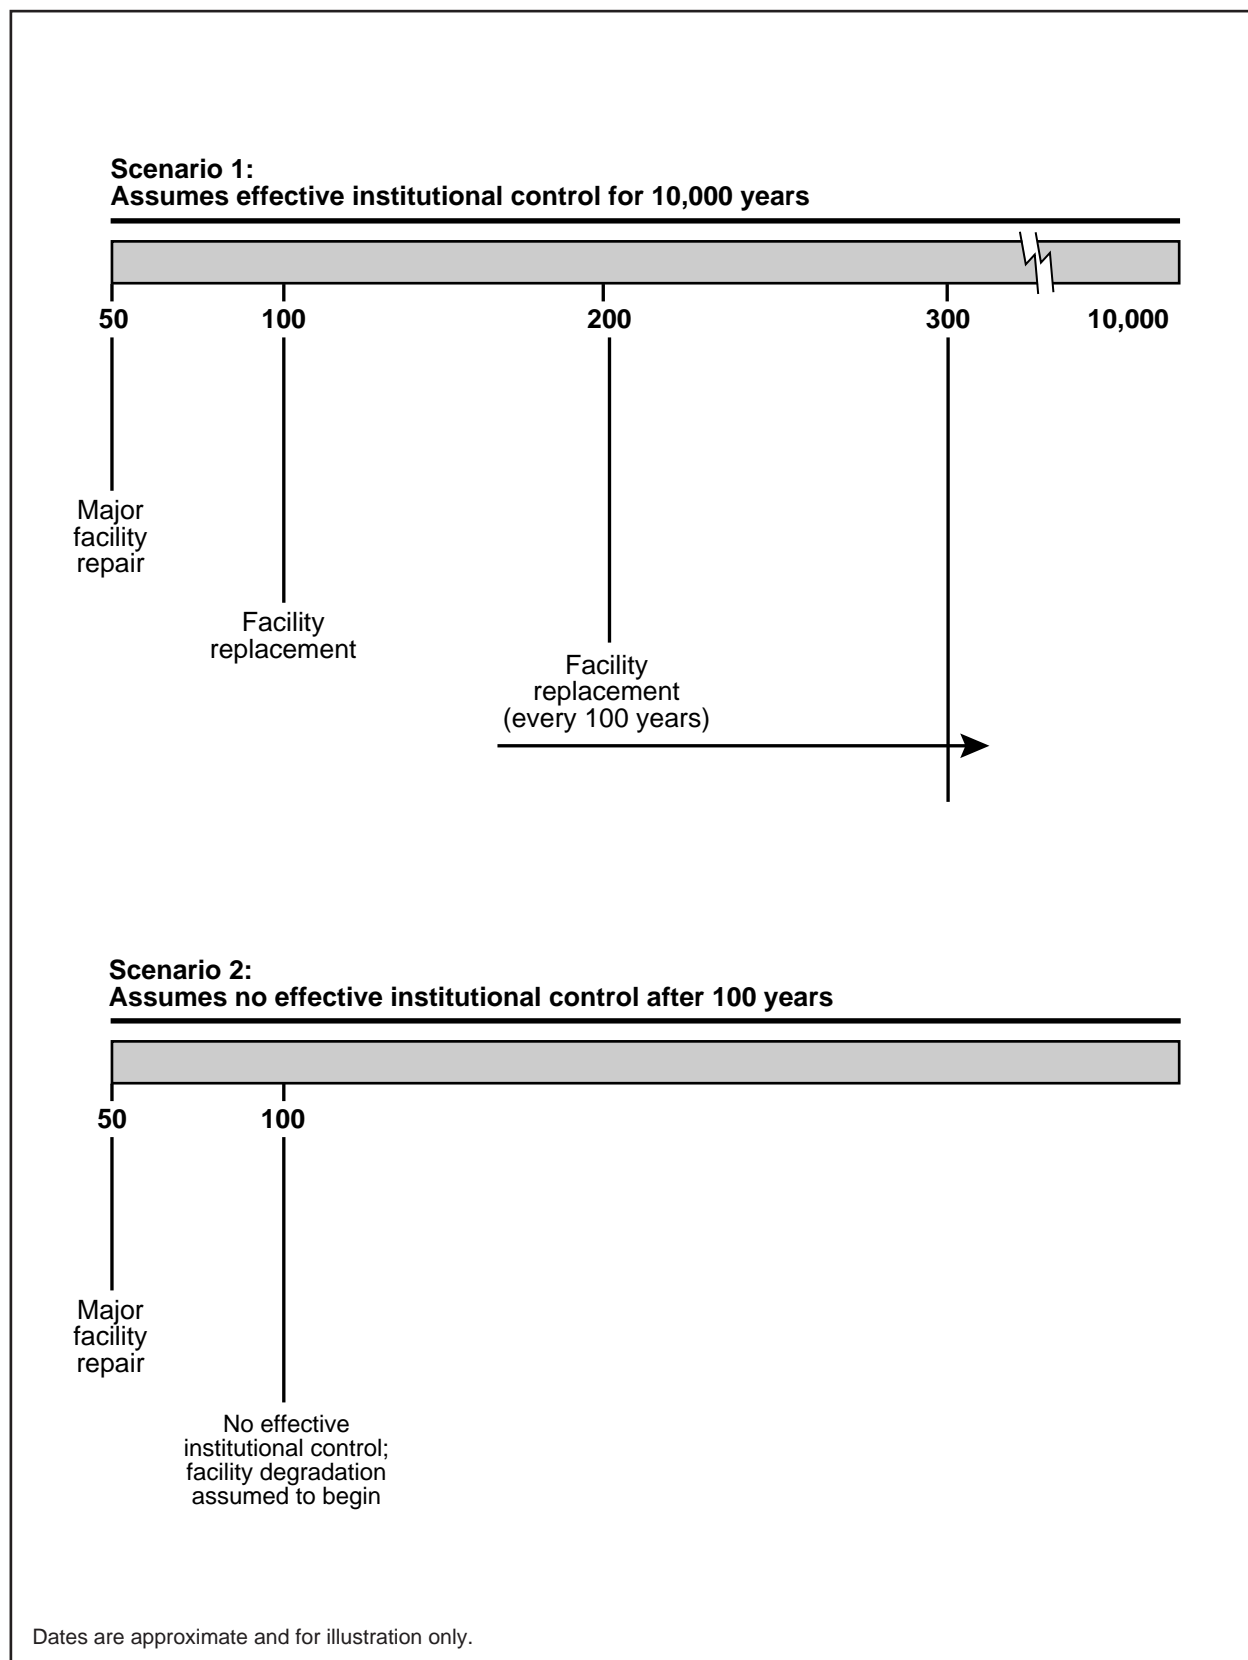 Scenario 1:
Assumes effective institutional control for 10,000 years
50 100 200 300 10,000
Major
facility
repair
Facility
replacement
Facility
replacement
(every 100 years)
Scenario 2:
Assumes no effective institutional control after 100 years
50 100
Major
facility
repair
No effective
institutional control;
facility degradation
assumed to begin
Dates are approximate and for illustration only.